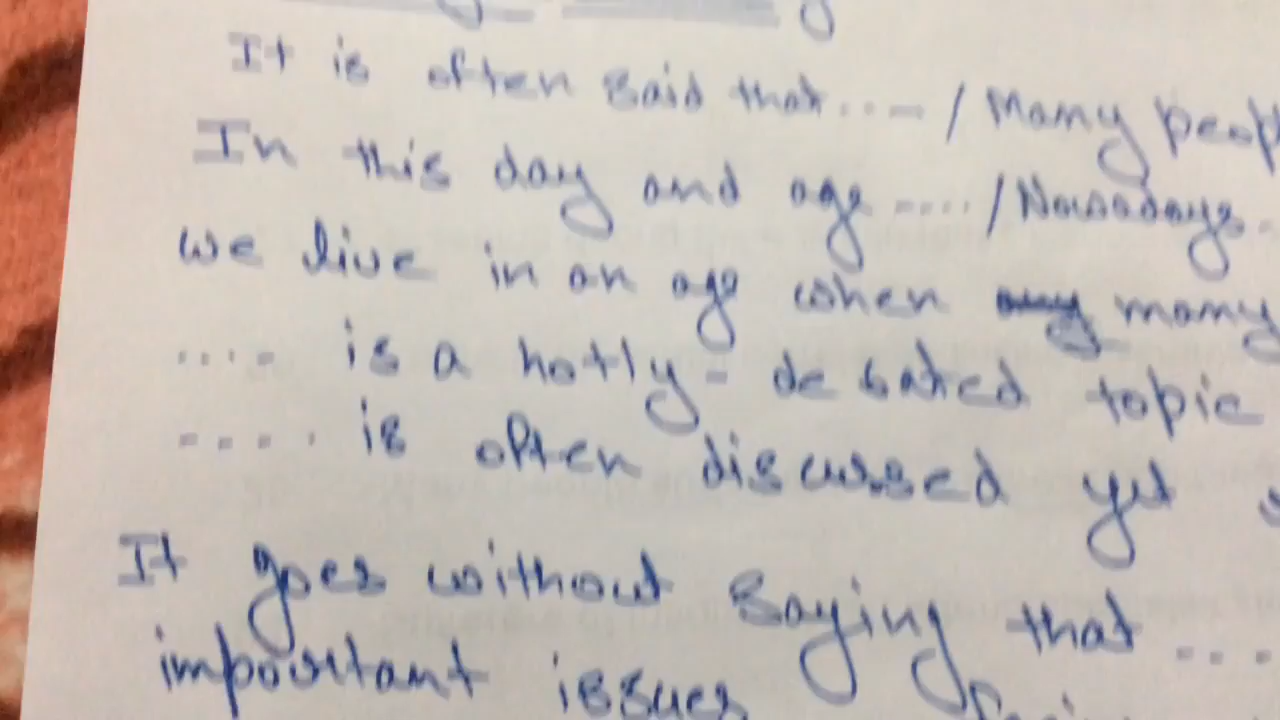 It is often said that ... - / Many
In this day and age .... / Nowadays.
we live in an age when many
.... is a hotly-debated topic
..... is often discussed yet
It goes without saying that ....
important issues